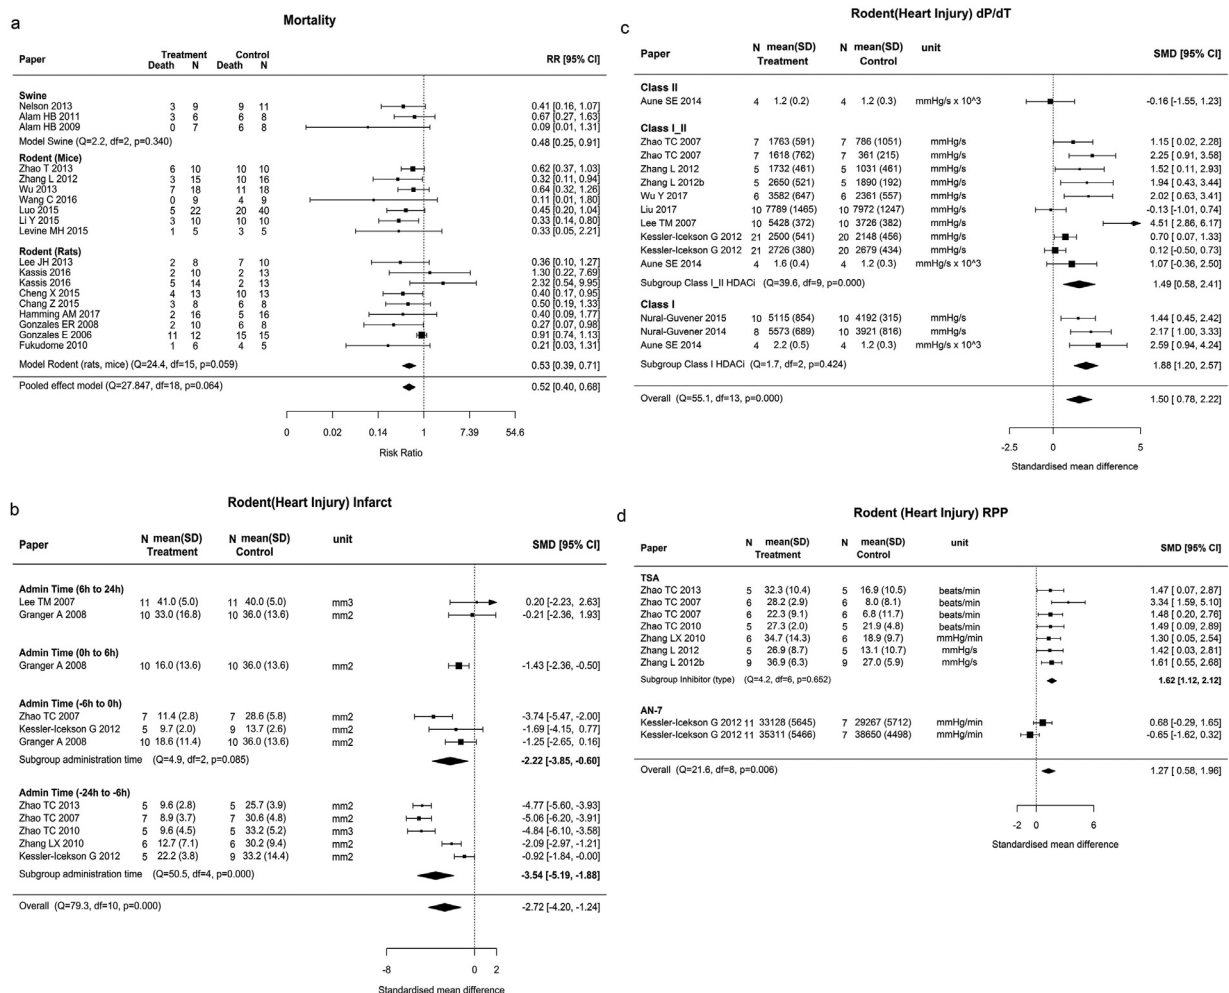 a
Mortality
Paper Treatment Control RR [95% CI]
Death N Death N
Swine
Nelson 2013 3 9 9 11 0.41 [0.16, 1.07]
Alam HB 2011 3 6 6 8 0.67 [0.27, 1.63]
Alam HB 2009 0 7 6 8 0.09 [0.01, 1.31]
Model Swine (Q=2.2, df=2, p=0.340) 0.48 [0.25, 0.91]
Rodent (Mice)
Zhao T 2013 6 10 10 10 0.62 [0.37, 1.03]
Zhang L 2012 3 15 10 16 0.32 [0.11, 0.94]
Wu 2013 7 18 11 18 0.64 [0.32, 1.26]
Wang C 2016 0 9 4 9 0.11 [0.01, 1.80]
Luo 2015 5 22 20 40 0.45 [0.20, 1.04]
Li Y 2015 3 10 10 10 0.33 [0.14, 0.80]
Levine MH 2015 1 5 3 5 0.33 [0.05, 2.21]
Rodent (Rats)
Lee JH 2013 2 8 7 10 0.36 [0.10, 1.27]
Kassis 2016 2 10 2 13 1.30 [0.22, 7.69]
Kassis 2016 5 14 2 13 2.32 [0.54, 9.95]
Cheng X 2015 4 13 10 13 0.40 [0.17, 0.95]
Chang Z 2015 3 8 6 8 0.50 [0.19, 1.33]
Hamming AM 2017 2 16 5 16 0.40 [0.09, 1.77]
Gonzales ER 2008 2 10 6 8 0.27 [0.07, 0.98]
Gonzales E 2006 11 12 15 15 0.91 [0.74, 1.13]
Fukudome 2010 1 6 4 5 0.21 [0.03, 1.31]
Model Rodent (rats, mice) (Q=24.4, df=15, p=0.059) 0.53 [0.39, 0.71]
Pooled effect model (Q=27.847, df=18, p=0.064) 0.52 [0.40, 0.68]
0 0.02 0.14 1 7.39 54.6
Risk Ratio
b
Rodent(Heart Injury) Infarct
Paper N mean(SD) N mean(SD) unit SMD [95% CI]
Treatment Control
Admin Time (6h to 24h)
Lee TM 2007 11 41.0 (5.0) 11 40.0 (5.0) mm3 0.20 [-2.23, 2.63]
Granger A 2008 10 33.0 (16.8) 10 36.0 (13.6) mm2 -0.21 [-2.36, 1.93]
Admin Time (0h to 6h)
Granger A 2008 10 16.0 (13.6) 10 36.0 (13.6) mm2 -1.43 [-2.36, -0.50]
Admin Time (-6h to 0h)
Zhao TC 2007 7 11.4 (2.8) 7 28.6 (5.8) mm2 -3.74 [-5.47, -2.00]
Kessler-Icekson G 2012 5 9.7 (2.0) 9 13.7 (2.6) mm2 -1.69 [-4.15, 0.77]
Granger A 2008 10 18.6 (11.4) 10 36.0 (13.6) mm2 -1.25 [-2.65, 0.16]
Subgroup administration time (Q=4.9, df=2, p=0.085) -2.22 [-3.85, -0.60]
Admin Time (-24h to -6h)
Zhao TC 2013 5 9.6 (2.8) 5 25.7 (3.9) mm2 -4.77 [-5.60, -3.93]
Zhao TC 2007 7 8.9 (3.7) 7 30.6 (4.8) mm2 -5.06 [-6.20, -3.91]
Zhao TC 2010 5 9.6 (4.5) 5 33.2 (5.2) mm3 -4.84 [-6.10, -3.58]
Zhang LX 2010 6 12.7 (7.1) 6 30.2 (9.4) mm2 -2.09 [-2.97, -1.21]
Kessler-Icekson G 2012 5 22.2 (3.8) 9 33.2 (14.4) mm2 -0.92 [-1.84, -0.00]
Subgroup administration time (Q=50.5, df=4, p=0.000) -3.54 [-5.19, -1.88]
Overall (Q=79.3, df=10, p=0.000) -2.72 [-4.20, -1.24]
-8 0 2
Standardised mean difference
c
Rodent(Heart Injury) dP/dT
Paper N mean(SD) N mean(SD) unit SMD [95% CI]
Treatment Control
Class II
Aune SE 2014 4 1.2 (0.2) 4 1.2 (0.3) mmHg/s x 10^3 -0.16 [-1.55, 1.23]
Class I_II
Zhao TC 2007 7 1763 (591) 7 786 (1051) mmHg/s 1.15 [0.02, 2.28]
Zhao TC 2007 7 1618 (762) 7 361 (215) mmHg/s 2.25 [0.91, 3.58]
Zhang L 2012 5 1732 (461) 5 1031 (461) mmHg/s 1.52 [0.11, 2.93]
Zhang L 2012b 5 2650 (521) 5 1890 (192) mmHg/s 1.94 [0.43, 3.44]
Wu Y 2017 6 3582 (647) 6 2361 (557) mmHg/s 2.02 [0.63, 3.41]
Liu 2017 10 7789 (1465) 10 7972 (1247) mmHg/s -0.13 [-1.01, 0.74]
Lee TM 2007 10 5428 (372) 10 3726 (382) mmHg/s 4.51 [2.86, 6.17]
Kessler-Icekson G 2012 21 2500 (541) 20 2148 (456) mmHg/s 0.70 [0.07, 1.33]
Kessler-Icekson G 2012 21 2726 (380) 20 2679 (434) mmHg/s 0.12 [-0.50, 0.73]
Aune SE 2014 4 1.6 (0.4) 4 1.2 (0.3) mmHg/s x 10^3 1.07 [-0.36, 2.50]
Subgroup Class I_II HDACi (Q=39.6, df=9, p=0.000) 1.49 [0.58, 2.41]
Class I
Nural-Guvener 2015 10 5115 (854) 10 4192 (315) mmHg/s 1.44 [0.45, 2.42]
Nural-Guvener 2014 8 5573 (689) 10 3921 (816) mmHg/s 2.17 [1.00, 3.33]
Aune SE 2014 4 2.2 (0.5) 4 1.2 (0.3) mmHg/s x 10^3 2.59 [0.94, 4.24]
Subgroup Class I HDACi (Q=1.7, df=2, p=0.424) 1.88 [1.20, 2.57]
Overall (Q=55.1, df=13, p=0.000) 1.50 [ 0.78, 2.22]
-2.5 0 5
Standardised mean difference
d
Rodent (Heart Injury) RPP
Paper N mean(SD) N mean(SD) unit SMD [95% CI]
Treatment Control
TSA
Zhao TC 2013 5 32.3 (10.4) 5 16.9 (10.5) beats/min 1.47 [0.07, 2.87]
Zhao TC 2007 6 28.2 (2.9) 6 8.0 (8.1) beats/min 3.34 [1.59, 5.10]
Zhao TC 2007 6 22.3 (9.1) 6 6.8 (11.7) beats/min 1.48 [0.20, 2.76]
Zhao TC 2010 5 27.3 (2.0) 5 21.9 (4.8) beats/min 1.49 [0.09, 2.89]
Zhang LX 2010 6 34.7 (14.3) 6 18.9 (9.7) mmHg/min 1.30 [0.05, 2.54]
Zhang L 2012 5 26.9 (8.7) 5 13.1 (10.7) mmHg/s 1.42 [0.03, 2.81]
Zhang L 2012b 9 36.9 (6.3) 9 27.0 (5.9) mmHg/s 1.61 [0.55, 2.68]
Subgroup Inhibitor (type) (Q=4.2, df=6, p=0.652) 1.62 [1.12, 2.12]
AN-7
Kessler-Icekson G 2012 11 33128 (5645) 7 29267 (5712) mmHg/min 0.68 [-0.29, 1.65]
Kessler-Icekson G 2012 11 35311 (5466) 7 38650 (4498) mmHg/min -0.65 [-1.62, 0.32]
Overall (Q=21.6, df=8, p=0.006) 1.27 [0.58, 1.96]
-2 0 6
Standardised mean difference